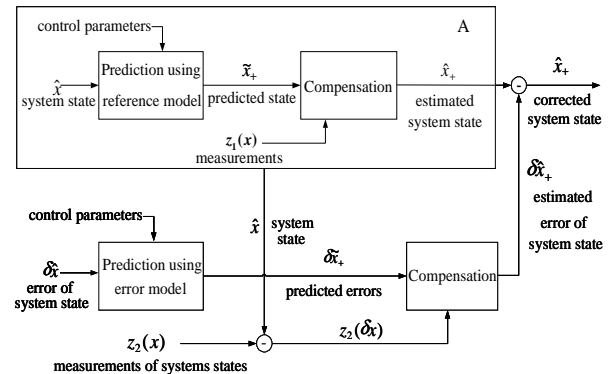 control parameters
A
x̂
system state
Prediction using
reference model
x̃₊
predicted state
Compensation
x̂₊
estimated
system state
x̂₊
corrected
system state
z₁(x)
measurements
x̂
system
state
δx̂₊
estimated
error of
system state
control parameters
δx̂
error of
system state
Prediction using
error model
δx̃₊
predicted errors
Compensation
z₂(x)
measurements of systems states
-
z₂(δx)
-